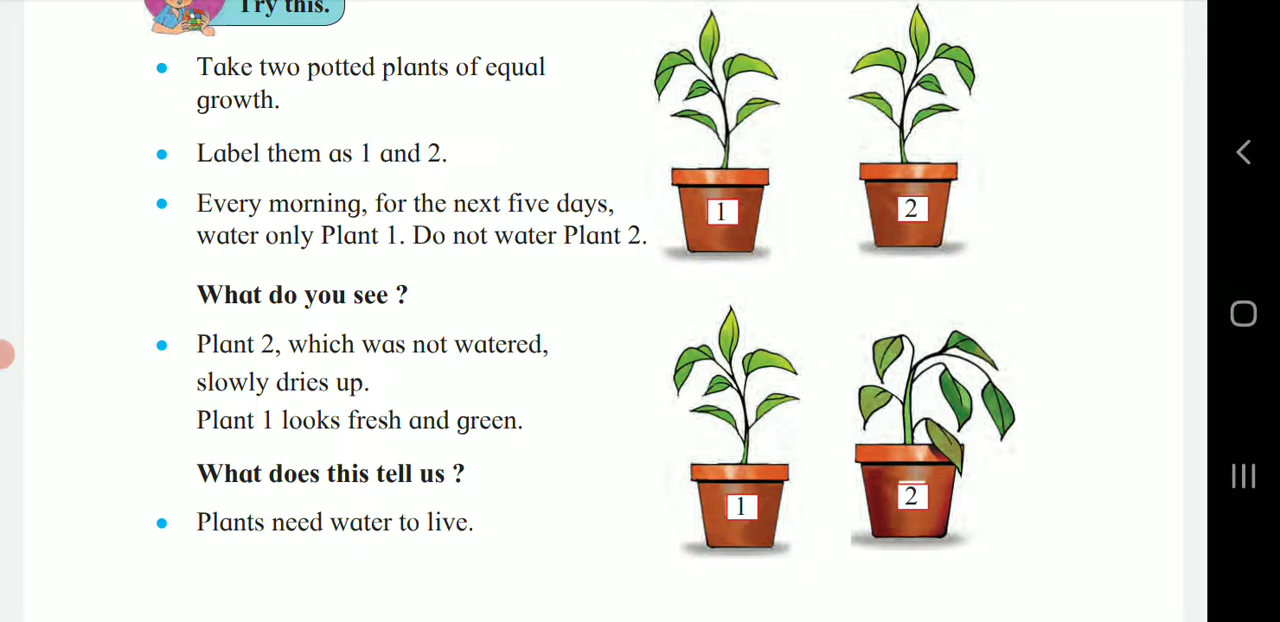 Try this.
Take two potted plants of equal
growth.
Label them as 1 and 2.
Every morning, for the next five days,
water only Plant 1. Do not water Plant 2.
1
2
What do you see ?
Plant 2, which was not watered,
slowly dries up.
Plant 1 looks fresh and green.
What does this tell us ?
Plants need water to live.
1
2